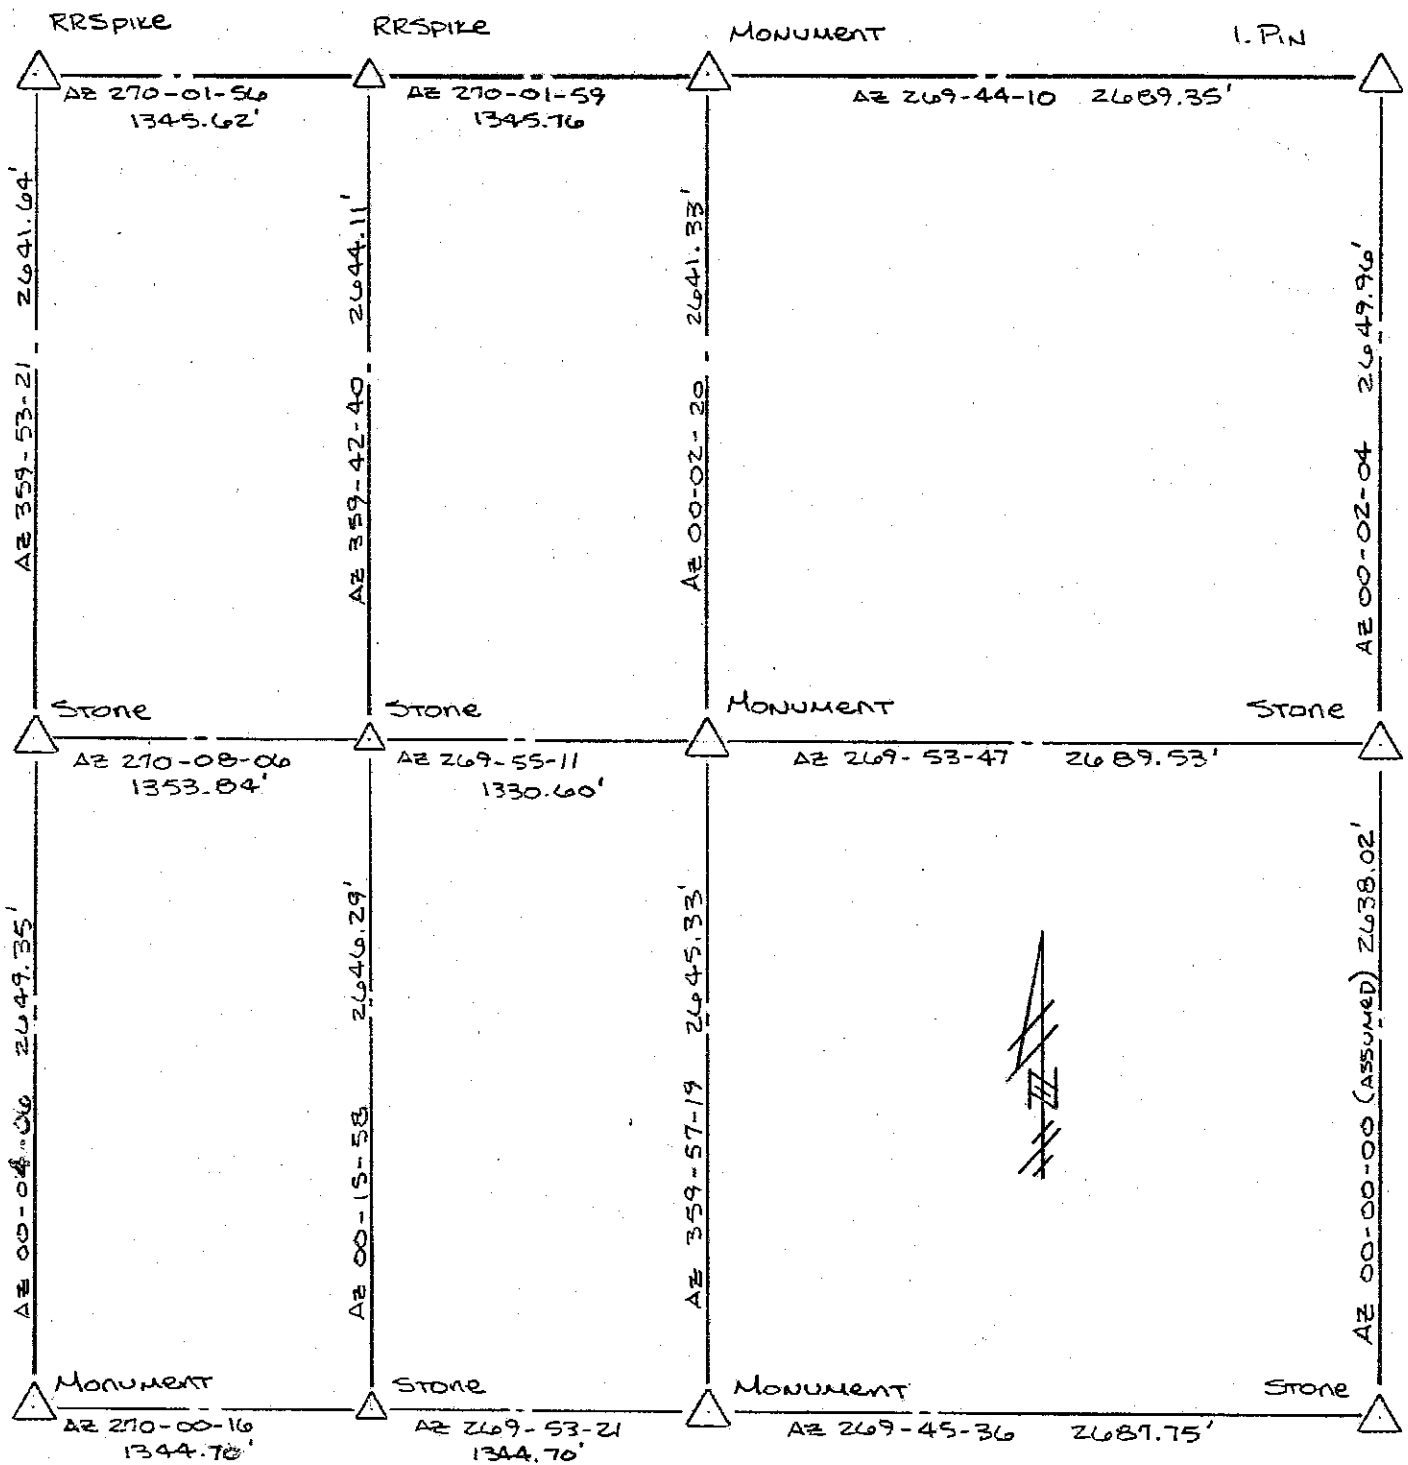 RRSpike
RRSpike
Monument
I. Pin
AZ 270-01-56
1345.62'
AZ 270-01-59
1345.76
AZ 269-44-10 2689.35'
AZ 359-53-21 - 2641.64'
AZ 359-42-40 2644.11'
AZ 00-02-20 2641.33'
AZ 00-02-04 2649.96'
Stone
Stone
Monument
Stone
AZ 270-08-06
1353.84'
AZ 269-55-11
1330.60'
AZ 269-53-47 2689.53'
2649.35'
AZ 00-15-58 2646.29'
AZ 359-57-19 2645.33'
AZ 00-00-00 (ASSUMED) 2638.02'
N
Monument
Stone
Monument
Stone
AZ 270-00-16
1344.70'
AZ 269-53-21
1344.70'
AZ 269-45-36 2687.75'